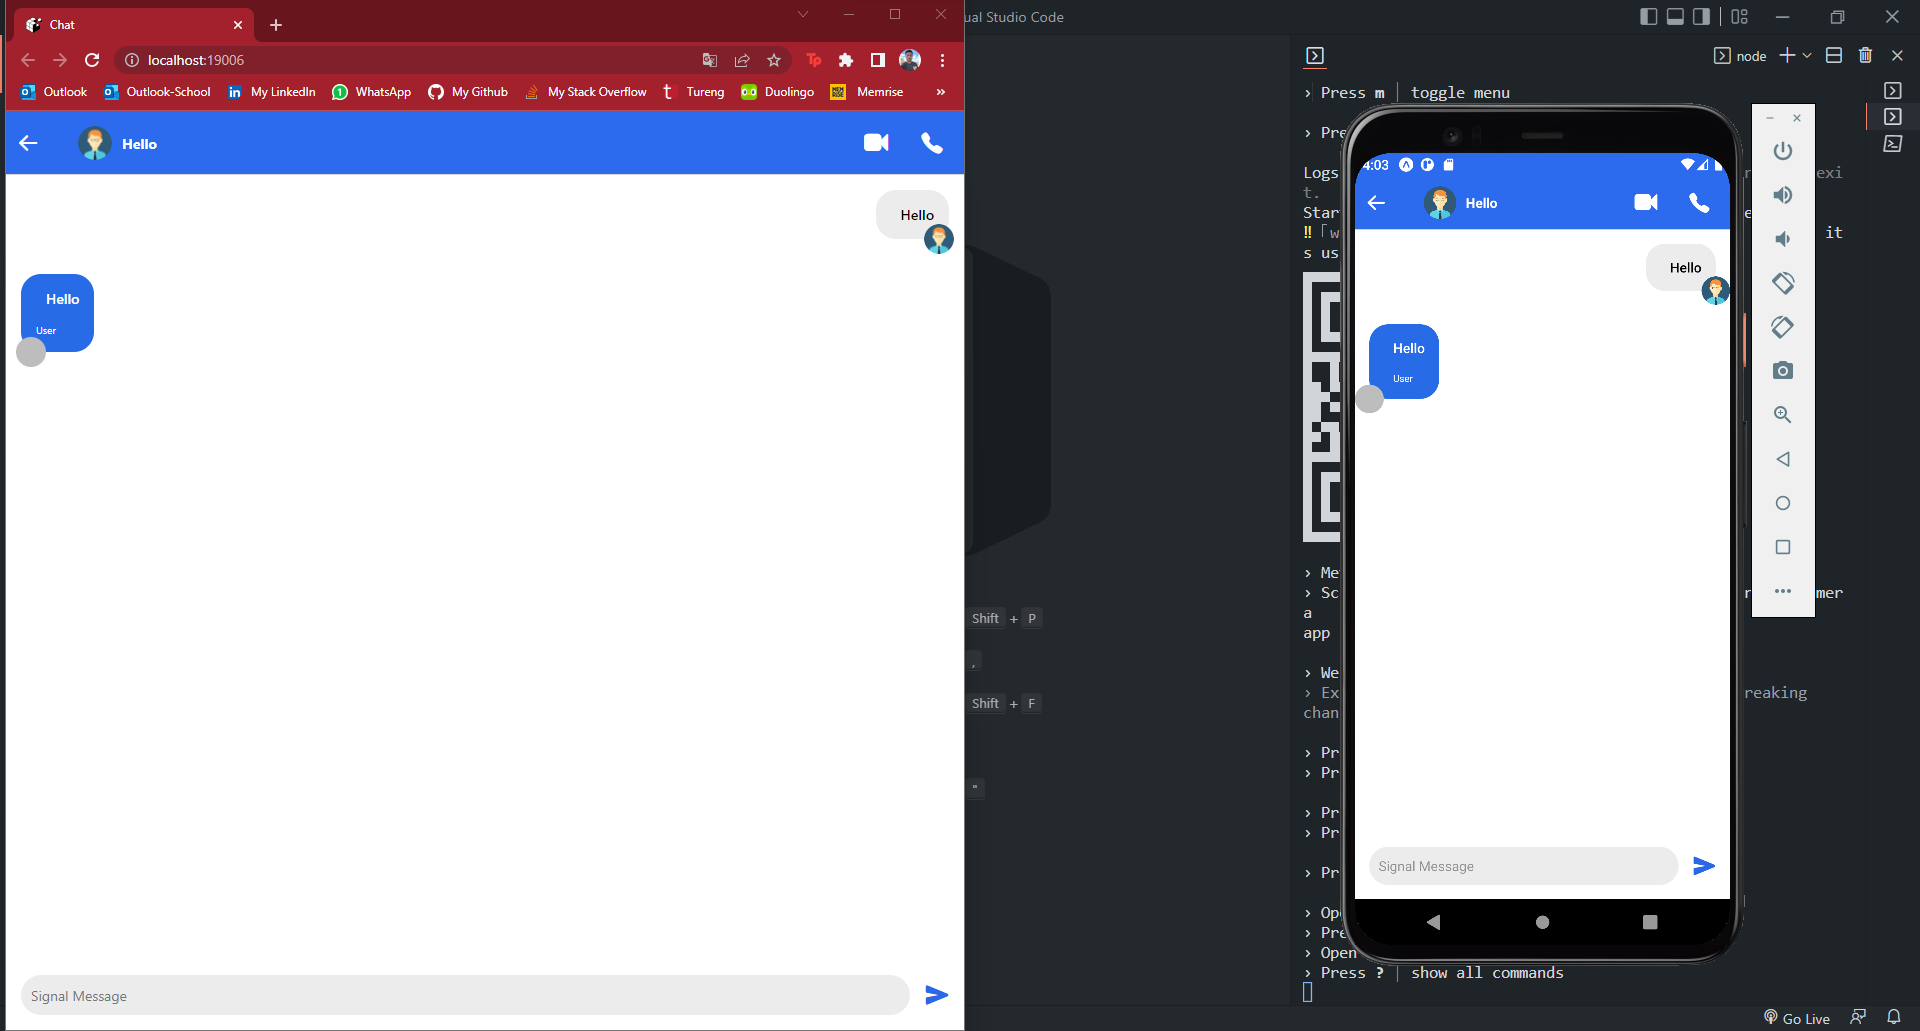 Chat
localhost:19006
Outlook
Outlook-School
My LinkedIn
WhatsApp
My Github
My Stack Overflow
Tureng
Duolingo
Memrise
»
Hello
Hello
Hello
User
Signal Message
ual Studio Code
Shift + P
,
Shift + F
"
node
› Press m │ toggle menu
› Pre
Logs
exi
t.
Star
e
‼ 「w
it
s us
› Me
› Sc
mer
a
app
› We
› Ex
reaking
chan
› Pr
› Pr
› Pr
› Pr
› Pr
› Op
› Pre
› Open
› Press ? │ show all commands
4:03
Hello
Hello
Hello
User
Signal Message
Go Live